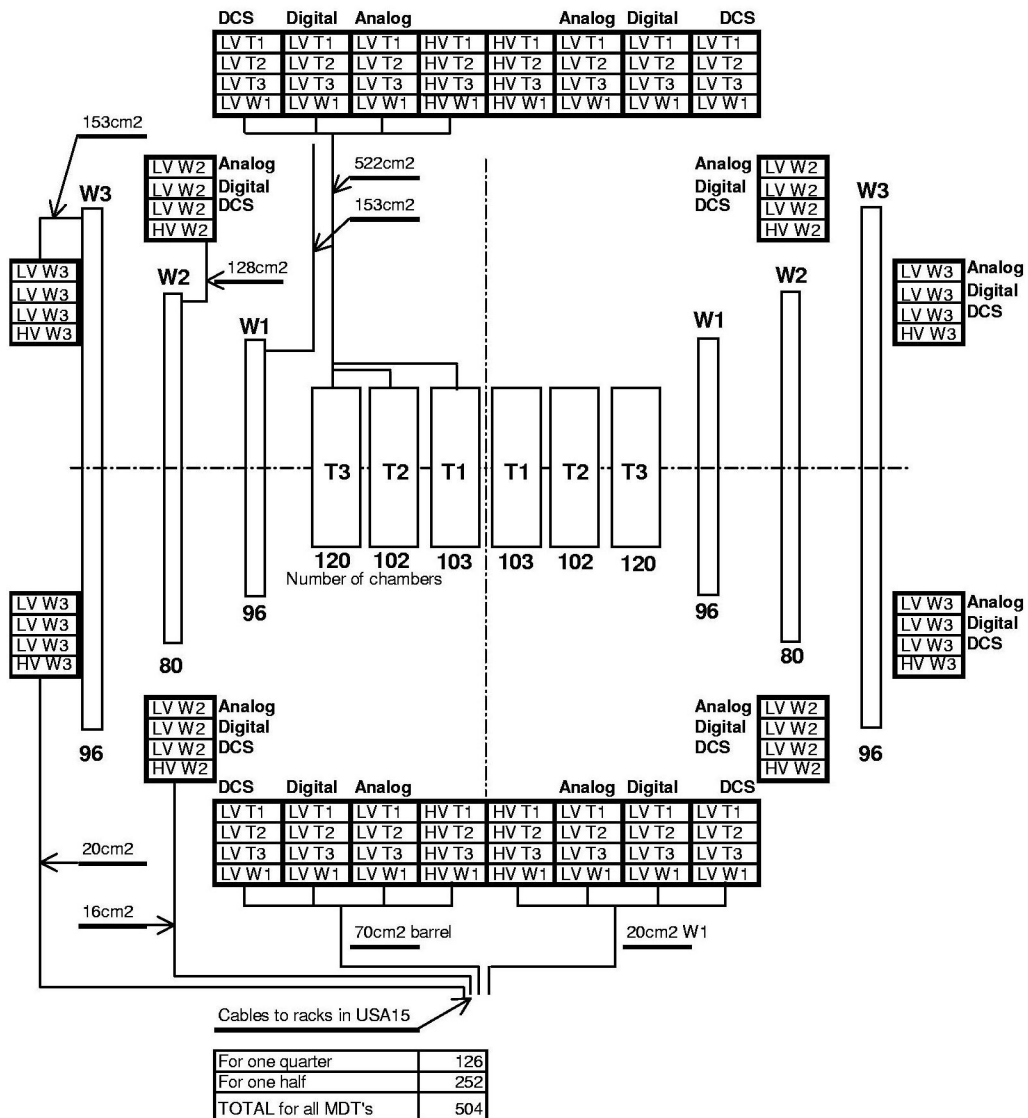 DCS Digital Analog Analog Digital DCS
LV T1 LV T1 LV T1 HV T1 HV T1 LV T1 LV T1 LV T1
LV T2 LV T2 LV T2 HV T2 HV T2 LV T2 LV T2 LV T2
LV T3 LV T3 LV T3 HV T3 HV T3 LV T3 LV T3 LV T3
LV W1 LV W1 LV W1 HV W1 HV W1 LV W1 LV W1 LV W1
153cm2
522cm2
153cm2
128cm2
LV W2 Analog
LV W2 Digital
LV W2 DCS
HV W2
Analog LV W2
Digital LV W2
DCS LV W2
HV W2
W3
W2
W1
W1
W2
W3
LV W3
LV W3
LV W3
HV W3
LV W3 Analog
LV W3 Digital
LV W3 DCS
HV W3
T3 T2 T1 T1 T2 T3
120 102 103 103 102 120
Number of chambers
96
80
96
96
80
96
LV W3
LV W3
LV W3
HV W3
LV W3 Analog
LV W3 Digital
LV W3 DCS
HV W3
LV W2 Analog
LV W2 Digital
LV W2 DCS
HV W2
Analog LV W2
Digital LV W2
DCS LV W2
HV W2
DCS Digital Analog Analog Digital DCS
LV T1 LV T1 LV T1 HV T1 HV T1 LV T1 LV T1 LV T1
LV T2 LV T2 LV T2 HV T2 HV T2 LV T2 LV T2 LV T2
LV T3 LV T3 LV T3 HV T3 HV T3 LV T3 LV T3 LV T3
LV W1 LV W1 LV W1 HV W1 HV W1 LV W1 LV W1 LV W1
20cm2
16cm2
70cm2 barrel
20cm2 W1
Cables to racks in USA15
For one quarter 126
For one half 252
TOTAL for all MDT's 504